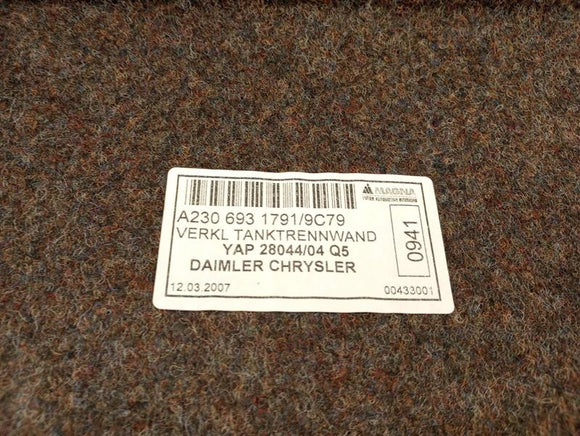 MAGNA
A230 693 1791/9C79
VERKL TANKTRENNWAND
YAP 28044/04 Q5
DAIMLER CHRYSLER
0941
12.03.2007
00433001